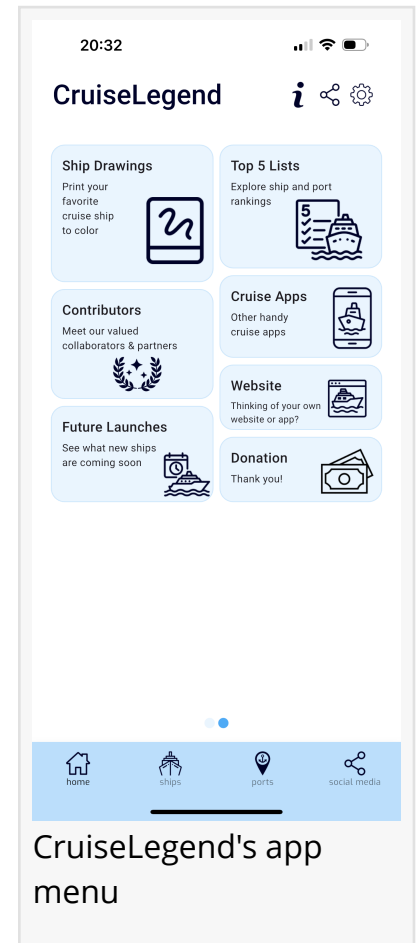 20:32
CruiseLegend
i
Ship Drawings
Print your
favorite
cruise ship
to color
Contributors
Meet our valued
collaborators & partners
Future Launches
See what new ships
are coming soon
Top 5 Lists
Explore ship and port
rankings
5
Cruise Apps
Other handy
cruise apps
Website
Thinking of your own
website or app?
Donation
Thank you!
home
ships
ports
social media
CruiseLegend's app
menu